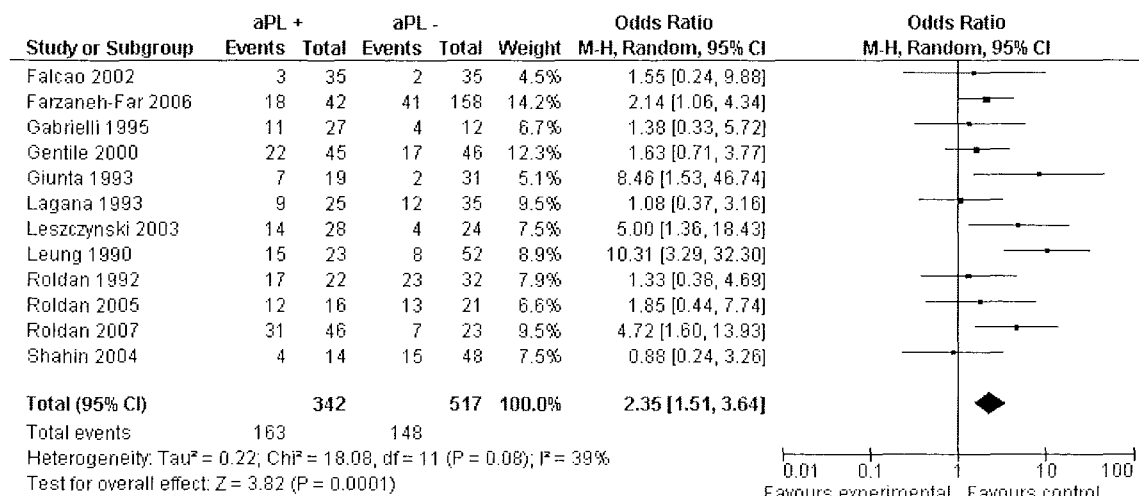 aPL + aPL - Odds Ratio Odds Ratio
Study or Subgroup Events Total Events Total Weight M-H, Random, 95% CI M-H, Random, 95% CI
Falcao 2002 3 35 2 35 4.5% 1.55 [0.24, 9.88]
Farzaneh-Far 2006 18 42 41 158 14.2% 2.14 [1.06, 4.34]
Gabrielli 1995 11 27 4 12 6.7% 1.38 [0.33, 5.72]
Gentile 2000 22 45 17 46 12.3% 1.63 [0.71, 3.77]
Giunta 1993 7 19 2 31 5.1% 8.46 [1.53, 46.74]
Lagana 1993 9 25 12 35 9.5% 1.08 [0.37, 3.16]
Leszczynski 2003 14 28 4 24 7.5% 5.00 [1.36, 18.43]
Leung 1990 15 23 8 52 8.9% 10.31 [3.29, 32.30]
Roldan 1992 17 22 23 32 7.9% 1.33 [0.38, 4.69]
Roldan 2005 12 16 13 21 6.6% 1.85 [0.44, 7.74]
Roldan 2007 31 46 7 23 9.5% 4.72 [1.60, 13.93]
Shahin 2004 4 14 15 48 7.5% 0.88 [0.24, 3.26]
Total (95% CI) 342 517 100.0% 2.35 [1.51, 3.64]
Total events 163 148
Heterogeneity: Tau² = 0.22; Chi² = 18.08, df = 11 (P = 0.08); I² = 39%
Test for overall effect: Z = 3.82 (P = 0.0001)
0.01 0.1 1 10 100
Favours experimental Favours control